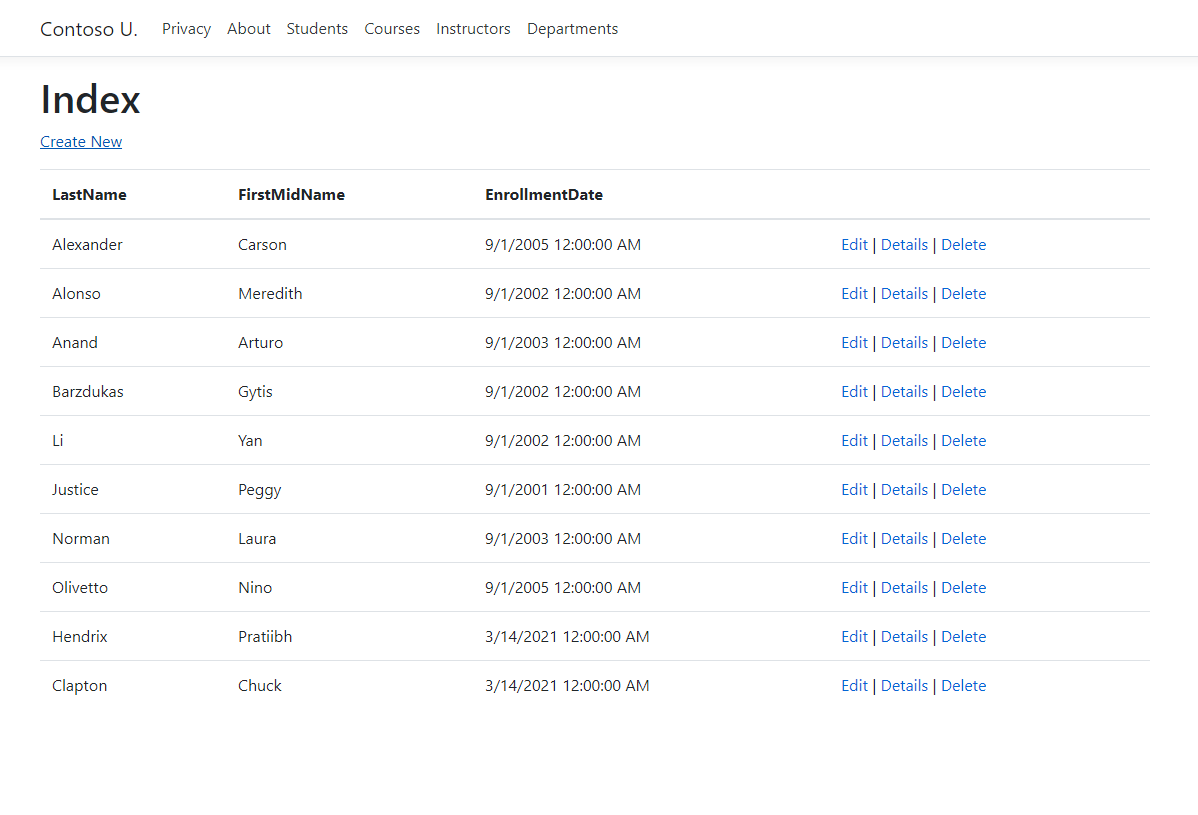 Contoso U. Privacy About Students Courses Instructors Departments
Index
Create New
LastName FirstMidName EnrollmentDate
Alexander Carson 9/1/2005 12:00:00 AM Edit | Details | Delete
Alonso Meredith 9/1/2002 12:00:00 AM Edit | Details | Delete
Anand Arturo 9/1/2003 12:00:00 AM Edit | Details | Delete
Barzdukas Gytis 9/1/2002 12:00:00 AM Edit | Details | Delete
Li Yan 9/1/2002 12:00:00 AM Edit | Details | Delete
Justice Peggy 9/1/2001 12:00:00 AM Edit | Details | Delete
Norman Laura 9/1/2003 12:00:00 AM Edit | Details | Delete
Olivetto Nino 9/1/2005 12:00:00 AM Edit | Details | Delete
Hendrix Pratiibh 3/14/2021 12:00:00 AM Edit | Details | Delete
Clapton Chuck 3/14/2021 12:00:00 AM Edit | Details | Delete